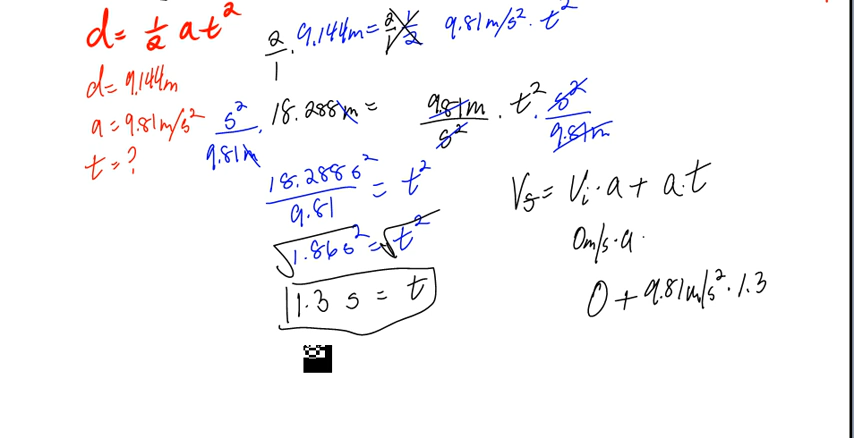 d = 1/2 a t²
d = 9.144m
a = 9.81 m/s²
t = ?
2/1 · 9.144m = 2/1 · 1/2 9.81m/s² · t²
s²/9.81m · 18.288m = 9.81m/s² · t² · s²/9.81m
18.288s²/9.81 = t²
√1.86s² = √t²
1.3 s = t
Vf = Vi · a + a · t
0m/s · a ·
0 + 9.81m/s² · 1.3